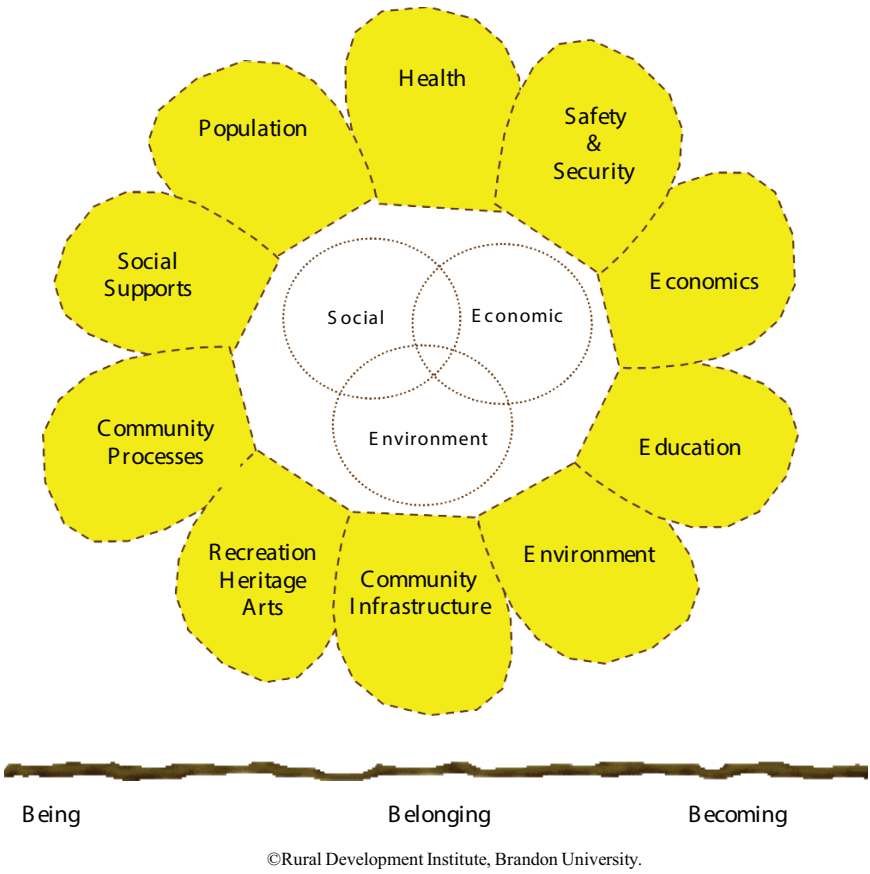 Health
Safety
&
Security
Population
Economics
Social
Supports
Social
Economic
Environment
Community
Processes
Education
Recreation
Heritage
Arts
Community
Infrastructure
Environment
Being
Belonging
Becoming
©Rural Development Institute, Brandon University.